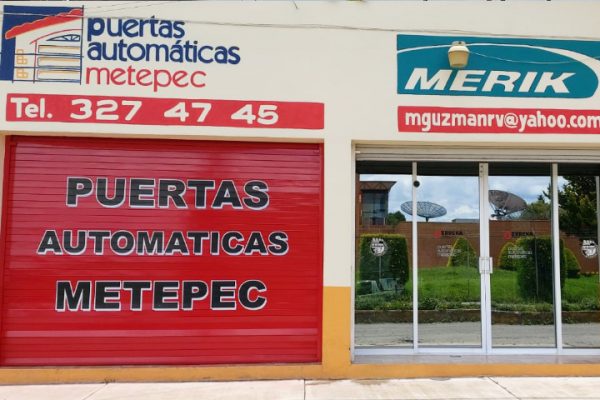 puertas
automáticas
metepec
Tel. 327 47 45
MERIK
mguzmanrv@yahoo.com
PUERTAS
AUTOMATICAS
METEPEC